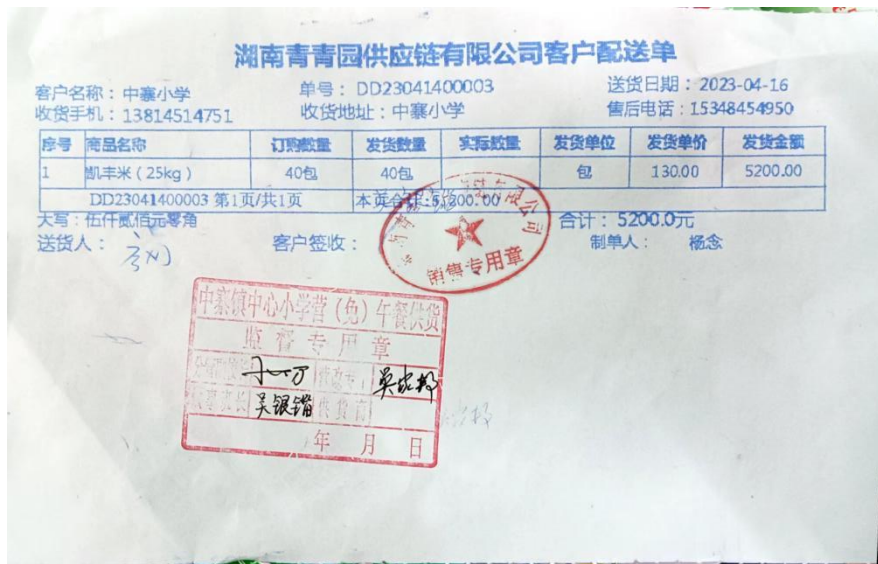 湖南青青园供应链有限公司客户配送单
客户名称：中寨小学 单号：DD23041400003 送货日期：2023-04-16
收货手机：13814514751 收货地址：中寨小学 售后电话：15348454950
序号 商品名称 订购数量 发货数量 实际数量 发货单位 发货单价 发货金额
1 凯丰米（25kg） 40包 40包 包 130.00 5200.00
DD23041400003 第1页/共1页 本页合计：5,200.00
大写：伍仟贰佰元零角 合计：5200.0元
送货人： 客户签收： 制单人： 杨念
有限公司
销售专用章
中寨镇中心小学营（免）午餐供货
监督专用章
吴银锴
年 月 日